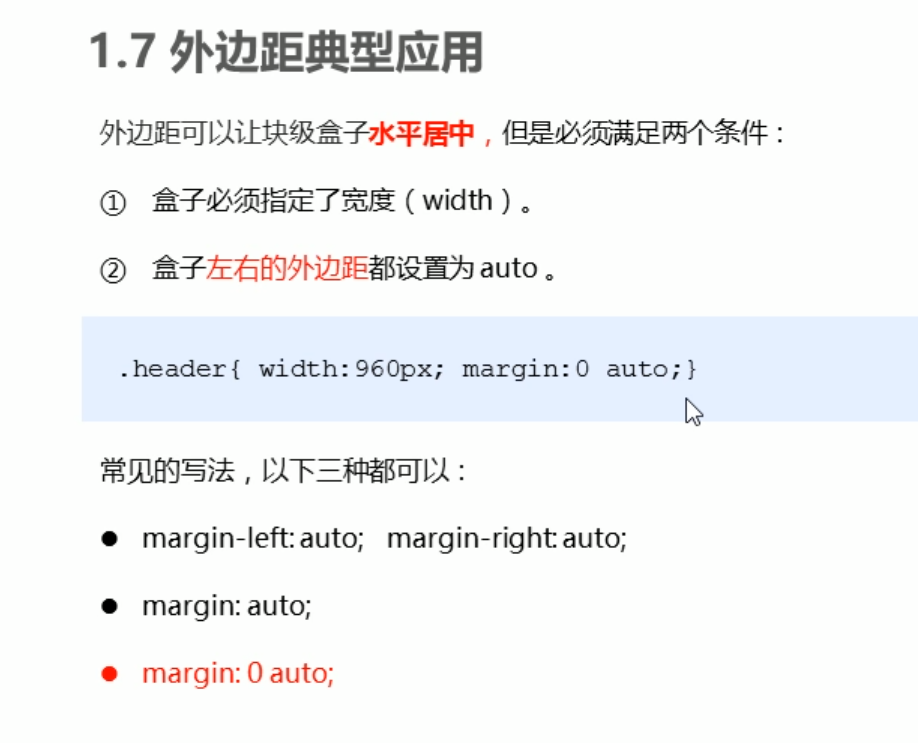 1.7 外边距典型应用
外边距可以让块级盒子水平居中，但是必须满足两个条件：
① 盒子必须指定了宽度（width）。
② 盒子左右的外边距都设置为 auto 。
.header{ width:960px; margin:0 auto;}
常见的写法，以下三种都可以：
● margin-left: auto; margin-right: auto;
● margin: auto;
● margin: 0 auto;